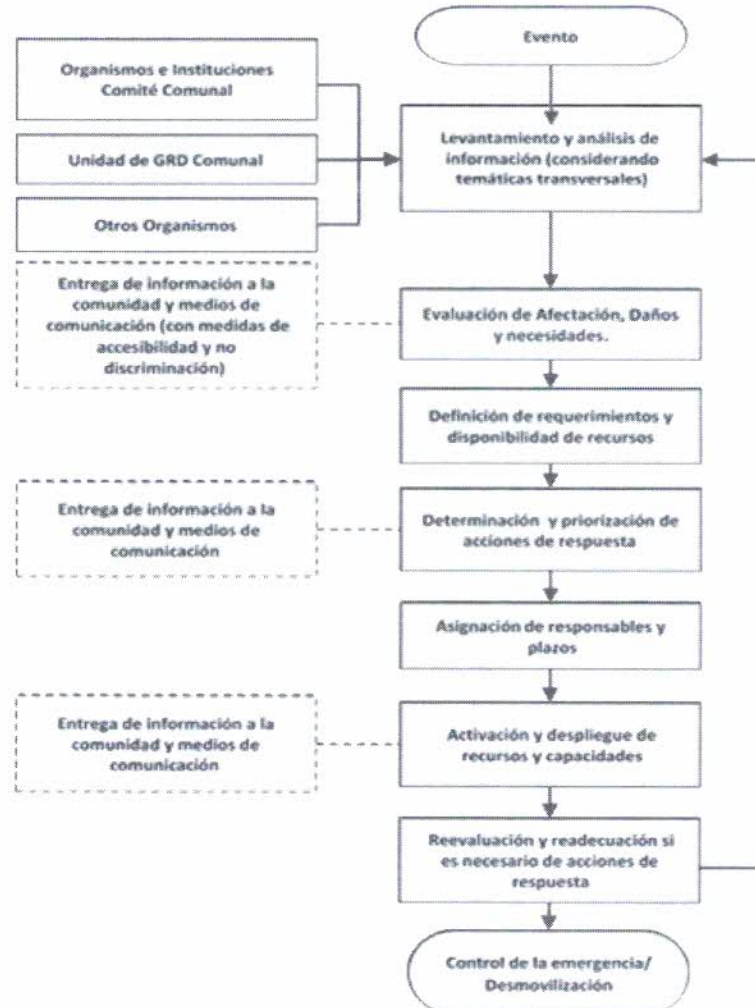 Evento
Organismos e Instituciones
Comité Comunal
Unidad de GRD Comunal
Otros Organismos
Levantamiento y análisis de
información (considerando
temáticas transversales)
Entrega de información a la
comunidad y medios de
comunicación (con medidas de
accesibilidad y no
discriminación)
Evaluación de Afectación, Daños
y necesidades.
Definición de requerimientos y
disponibilidad de recursos
Entrega de información a la
comunidad y medios de
comunicación
Determinación y priorización de
acciones de respuesta
Asignación de responsables y
plazos
Entrega de información a la
comunidad y medios de
comunicación
Activación y despliegue de
recursos y capacidades
Reevaluación y readecuación si
es necesario de acciones de
respuesta
Control de la emergencia/
Desmovilización